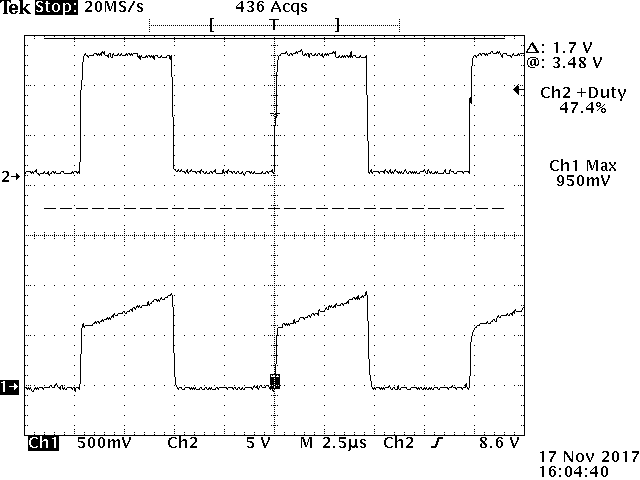 Tek Stop: 20MS/s 436 Acqs
[ T ]
Δ: 1.7 V
@: 3.48 V
Ch2 +Duty
47.4%
Ch1 Max
950mV
2→
1→
Ch1 500mV Ch2 5 V M 2.5µs Ch2 ƒ 8.6 V
17 Nov 2017
16:04:40